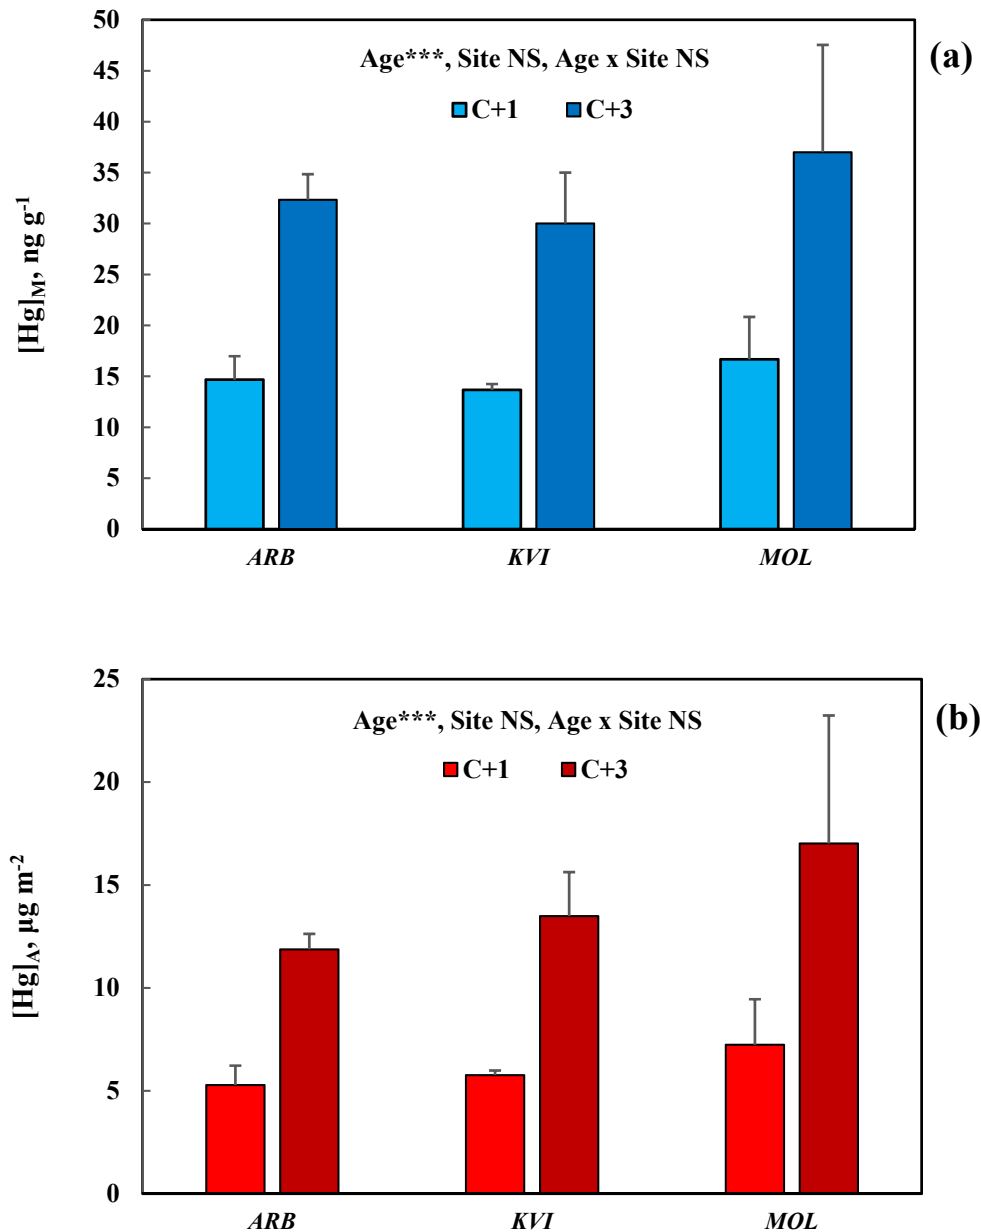 (a)
Age***, Site NS, Age x Site NS
C+1 C+3
[Hg]M, ng g-1
50
45
40
35
30
25
20
15
10
5
0
ARB KVI MOL
(b)
Age***, Site NS, Age x Site NS
C+1 C+3
[Hg]A, µg m-2
25
20
15
10
5
0
ARB KVI MOL